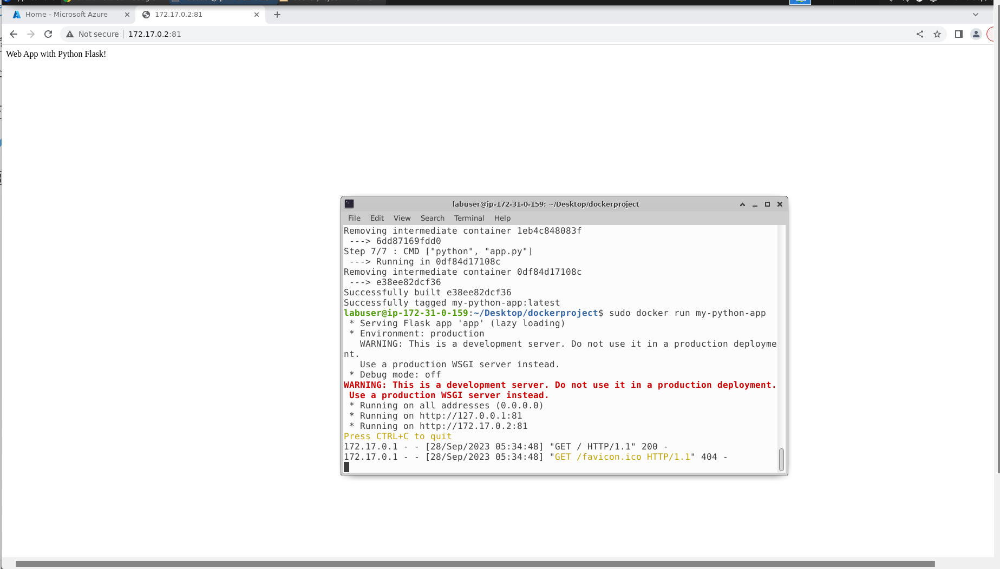 Home - Microsoft Azure
172.17.0.2:81
Not secure
172.17.0.2:81
Web App with Python Flask!
labuser@ip-172-31-0-159: ~/Desktop/dockerproject
File Edit View Search Terminal Help
Removing intermediate container 1eb4c848083f
 ---> 6dd87169fdd0
Step 7/7 : CMD ["python", "app.py"]
 ---> Running in 0df84d17108c
Removing intermediate container 0df84d17108c
 ---> e38ee82dcf36
Successfully built e38ee82dcf36
Successfully tagged my-python-app:latest
labuser@ip-172-31-0-159:~/Desktop/dockerproject$ sudo docker run my-python-app
 * Serving Flask app 'app' (lazy loading)
 * Environment: production
   WARNING: This is a development server. Do not use it in a production deployme
nt.
   Use a production WSGI server instead.
 * Debug mode: off
WARNING: This is a development server. Do not use it in a production deployment.
 Use a production WSGI server instead.
 * Running on all addresses (0.0.0.0)
 * Running on http://127.0.0.1:81
 * Running on http://172.17.0.2:81
Press CTRL+C to quit
172.17.0.1 - - [28/Sep/2023 05:34:48] "GET / HTTP/1.1" 200 -
172.17.0.1 - - [28/Sep/2023 05:34:48] "GET /favicon.ico HTTP/1.1" 404 -